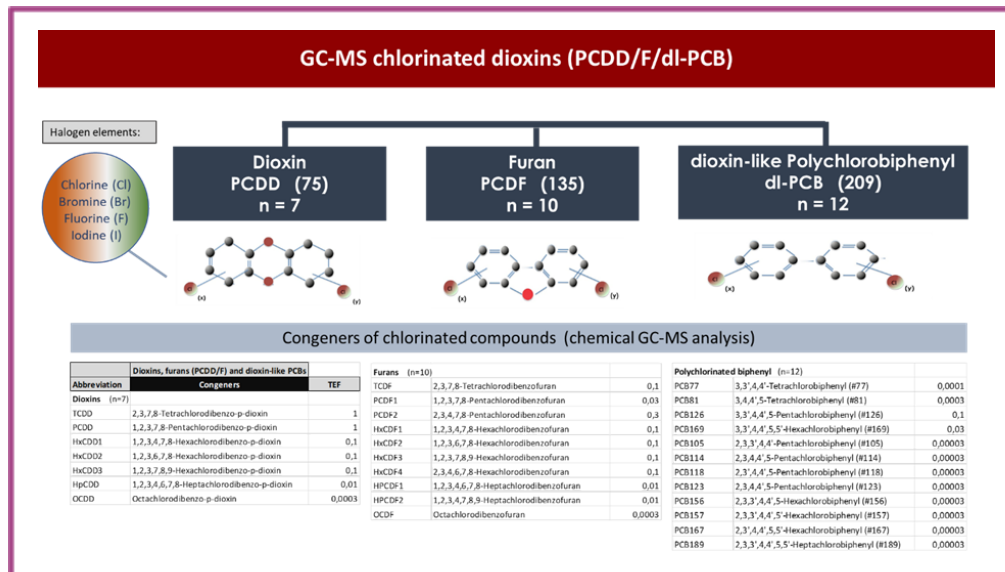 GC-MS chlorinated dioxins (PCDD/F/dl-PCB)
Halogen elements:
Chlorine (Cl)
Bromine (Br)
Fluorine (F)
Iodine (I)
Dioxin
PCDD (75)
n = 7
Furan
PCDF (135)
n = 10
dioxin-like Polychlorobiphenyl
dl-PCB (209)
n = 12
(x)
(y)
(x)
(y)
(x)
(y)
Congeners of chlorinated compounds (chemical GC-MS analysis)
Dioxins, furans (PCDD/F) and dioxin-like PCBs
Abbreviation Congeners TEF
Dioxins (n=7)
TCDD 2,3,7,8-Tetrachlorodibenzo-p-dioxin 1
PCDD 1,2,3,7,8-Pentachlorodibenzo-p-dioxin 1
HxCDD1 1,2,3,4,7,8-Hexachlorodibenzo-p-dioxin 0,1
HxCDD2 1,2,3,6,7,8-Hexachlorodibenzo-p-dioxin 0,1
HxCDD3 1,2,3,7,8,9-Hexachlorodibenzo-p-dioxin 0,1
HpCDD 1,2,3,4,6,7,8-Heptachlorodibenzo-p-dioxin 0,01
OCDD Octachlorodibenzo-p-dioxin 0,0003
Furans (n=10)
TCDF 2,3,7,8-Tetrachlorodibenzofuran 0,1
PCDF1 1,2,3,7,8-Pentachlorodibenzofuran 0,03
PCDF2 2,3,4,7,8-Pentachlorodibenzofuran 0,3
HxCDF1 1,2,3,4,7,8-Hexachlorodibenzofuran 0,1
HxCDF2 1,2,3,6,7,8-Hexachlorodibenzofuran 0,1
HxCDF3 1,2,3,7,8,9-Hexachlorodibenzofuran 0,1
HxCDF4 2,3,4,6,7,8-Hexachlorodibenzofuran 0,1
HPCDF1 1,2,3,4,6,7,8-Heptachlorodibenzofuran 0,01
HPCDF2 1,2,3,4,7,8,9-Heptachlorodibenzofuran 0,01
OCDF Octachlorodibenzofuran 0,0003
Polychlorinated biphenyl (n=12)
PCB77 3,3',4,4'-Tetrachlorobiphenyl (#77) 0,0001
PCB81 3,4,4',5-Tetrachlorobiphenyl (#81) 0,0003
PCB126 3,3',4,4',5-Pentachlorobiphenyl (#126) 0,1
PCB169 3,3',4,4',5,5'-Hexachlorobiphenyl (#169) 0,03
PCB105 2,3,3',4,4'-Pentachlorobiphenyl (#105) 0,00003
PCB114 2,3,4,4',5-Pentachlorobiphenyl (#114) 0,00003
PCB118 2,3',4,4',5-Pentachlorobiphenyl (#118) 0,00003
PCB123 2,3,4,4',5-Pentachlorobiphenyl (#123) 0,00003
PCB156 2,3,3',4,4',5-Hexachlorobiphenyl (#156) 0,00003
PCB157 2,3,3',4,4',5'-Hexachlorobiphenyl (#157) 0,00003
PCB167 2,3',4,4',5,5'-Hexachlorobiphenyl (#167) 0,00003
PCB189 2,3,3',4,4',5,5'-Heptachlorobiphenyl (#189) 0,00003